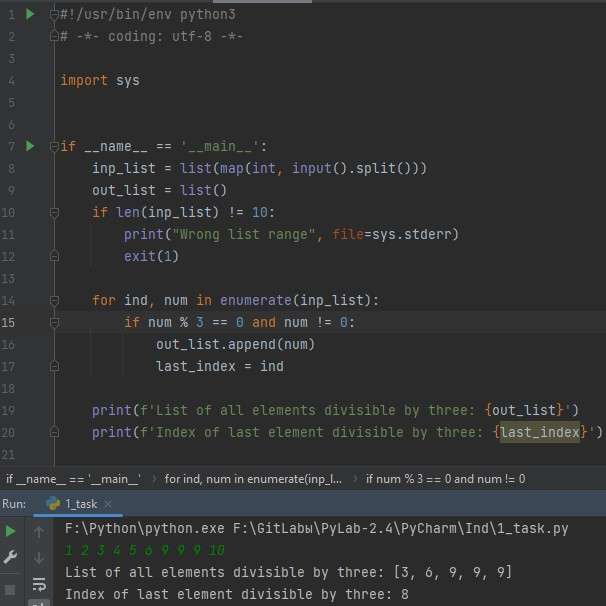 1 #!/usr/bin/env python3
2 # -*- coding: utf-8 -*-
3
4 import sys
5
6
7 if __name__ == '__main__':
8     inp_list = list(map(int, input().split()))
9     out_list = list()
10     if len(inp_list) != 10:
11         print("Wrong list range", file=sys.stderr)
12         exit(1)
13
14     for ind, num in enumerate(inp_list):
15         if num % 3 == 0 and num != 0:
16             out_list.append(num)
17             last_index = ind
18
19     print(f'List of all elements divisible by three: {out_list}')
20     print(f'Index of last element divisible by three: {last_index}')
21
if __name__ == '__main__' › for ind, num in enumerate(inp_l... › if num % 3 == 0 and num != 0
Run: 1_task ×
F:\Python\python.exe F:\GitLabы\PyLab-2.4\PyCharm\Ind\1_task.py
1 2 3 4 5 6 9 9 9 10
List of all elements divisible by three: [3, 6, 9, 9, 9]
Index of last element divisible by three: 8